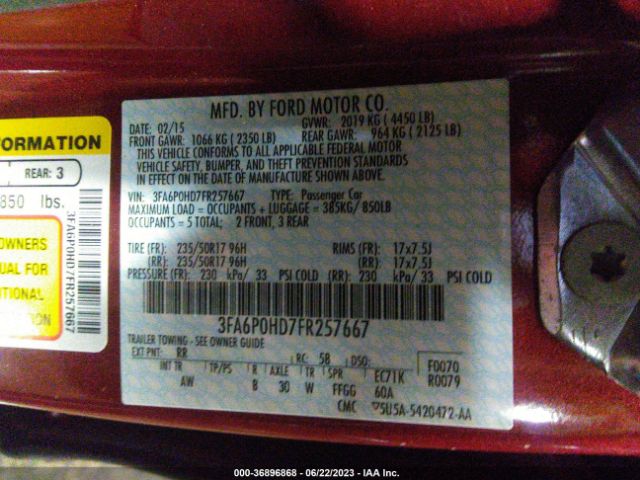 MFD. BY FORD MOTOR CO.
DATE: 02/15 GVWR: 2019 KG ( 4450 LB)
FRONT GAWR: 1066 KG ( 2350 LB) REAR GAWR: 964 KG ( 2125 LB)
THIS VEHICLE CONFORMS TO ALL APPLICABLE FEDERAL MOTOR
VEHICLE SAFETY, BUMPER, AND THEFT PREVENTION STANDARDS
IN EFFECT ON THE DATE OF MANUFACTURE SHOWN ABOVE.
VIN: 3FA6P0HD7FR257667 TYPE: Passenger Car
MAXIMUM LOAD = OCCUPANTS + LUGGAGE = 385KG/ 850LB
OCCUPANTS = 5 TOTAL; 2 FRONT, 3 REAR
TIRE (FR): 235/50R17 96H RIMS (FR): 17x7.5J
(RR): 235/50R17 96H (RR): 17x7.5J
PRESSURE (FR): 230 kPa/ 33 PSI COLD (RR): 230 kPa/ 33 PSI COLD
3FA6P0HD7FR257667
TRAILER TOWING - SEE OWNER GUIDE
EXT PNT: RR RC: 58 DSO: F0070
INT TR TP/PS R T TR SPR EC71K R0079
AW B 30 W FFGG 60A
CMC 5U5A-5420472-AA
FORMATION
REAR: 3
850 lbs.
OWNERS
UAL FOR
TIONAL
TION
3FA6P0HD7FR257667
000-36896868 - 06/22/2023 - IAA Inc.